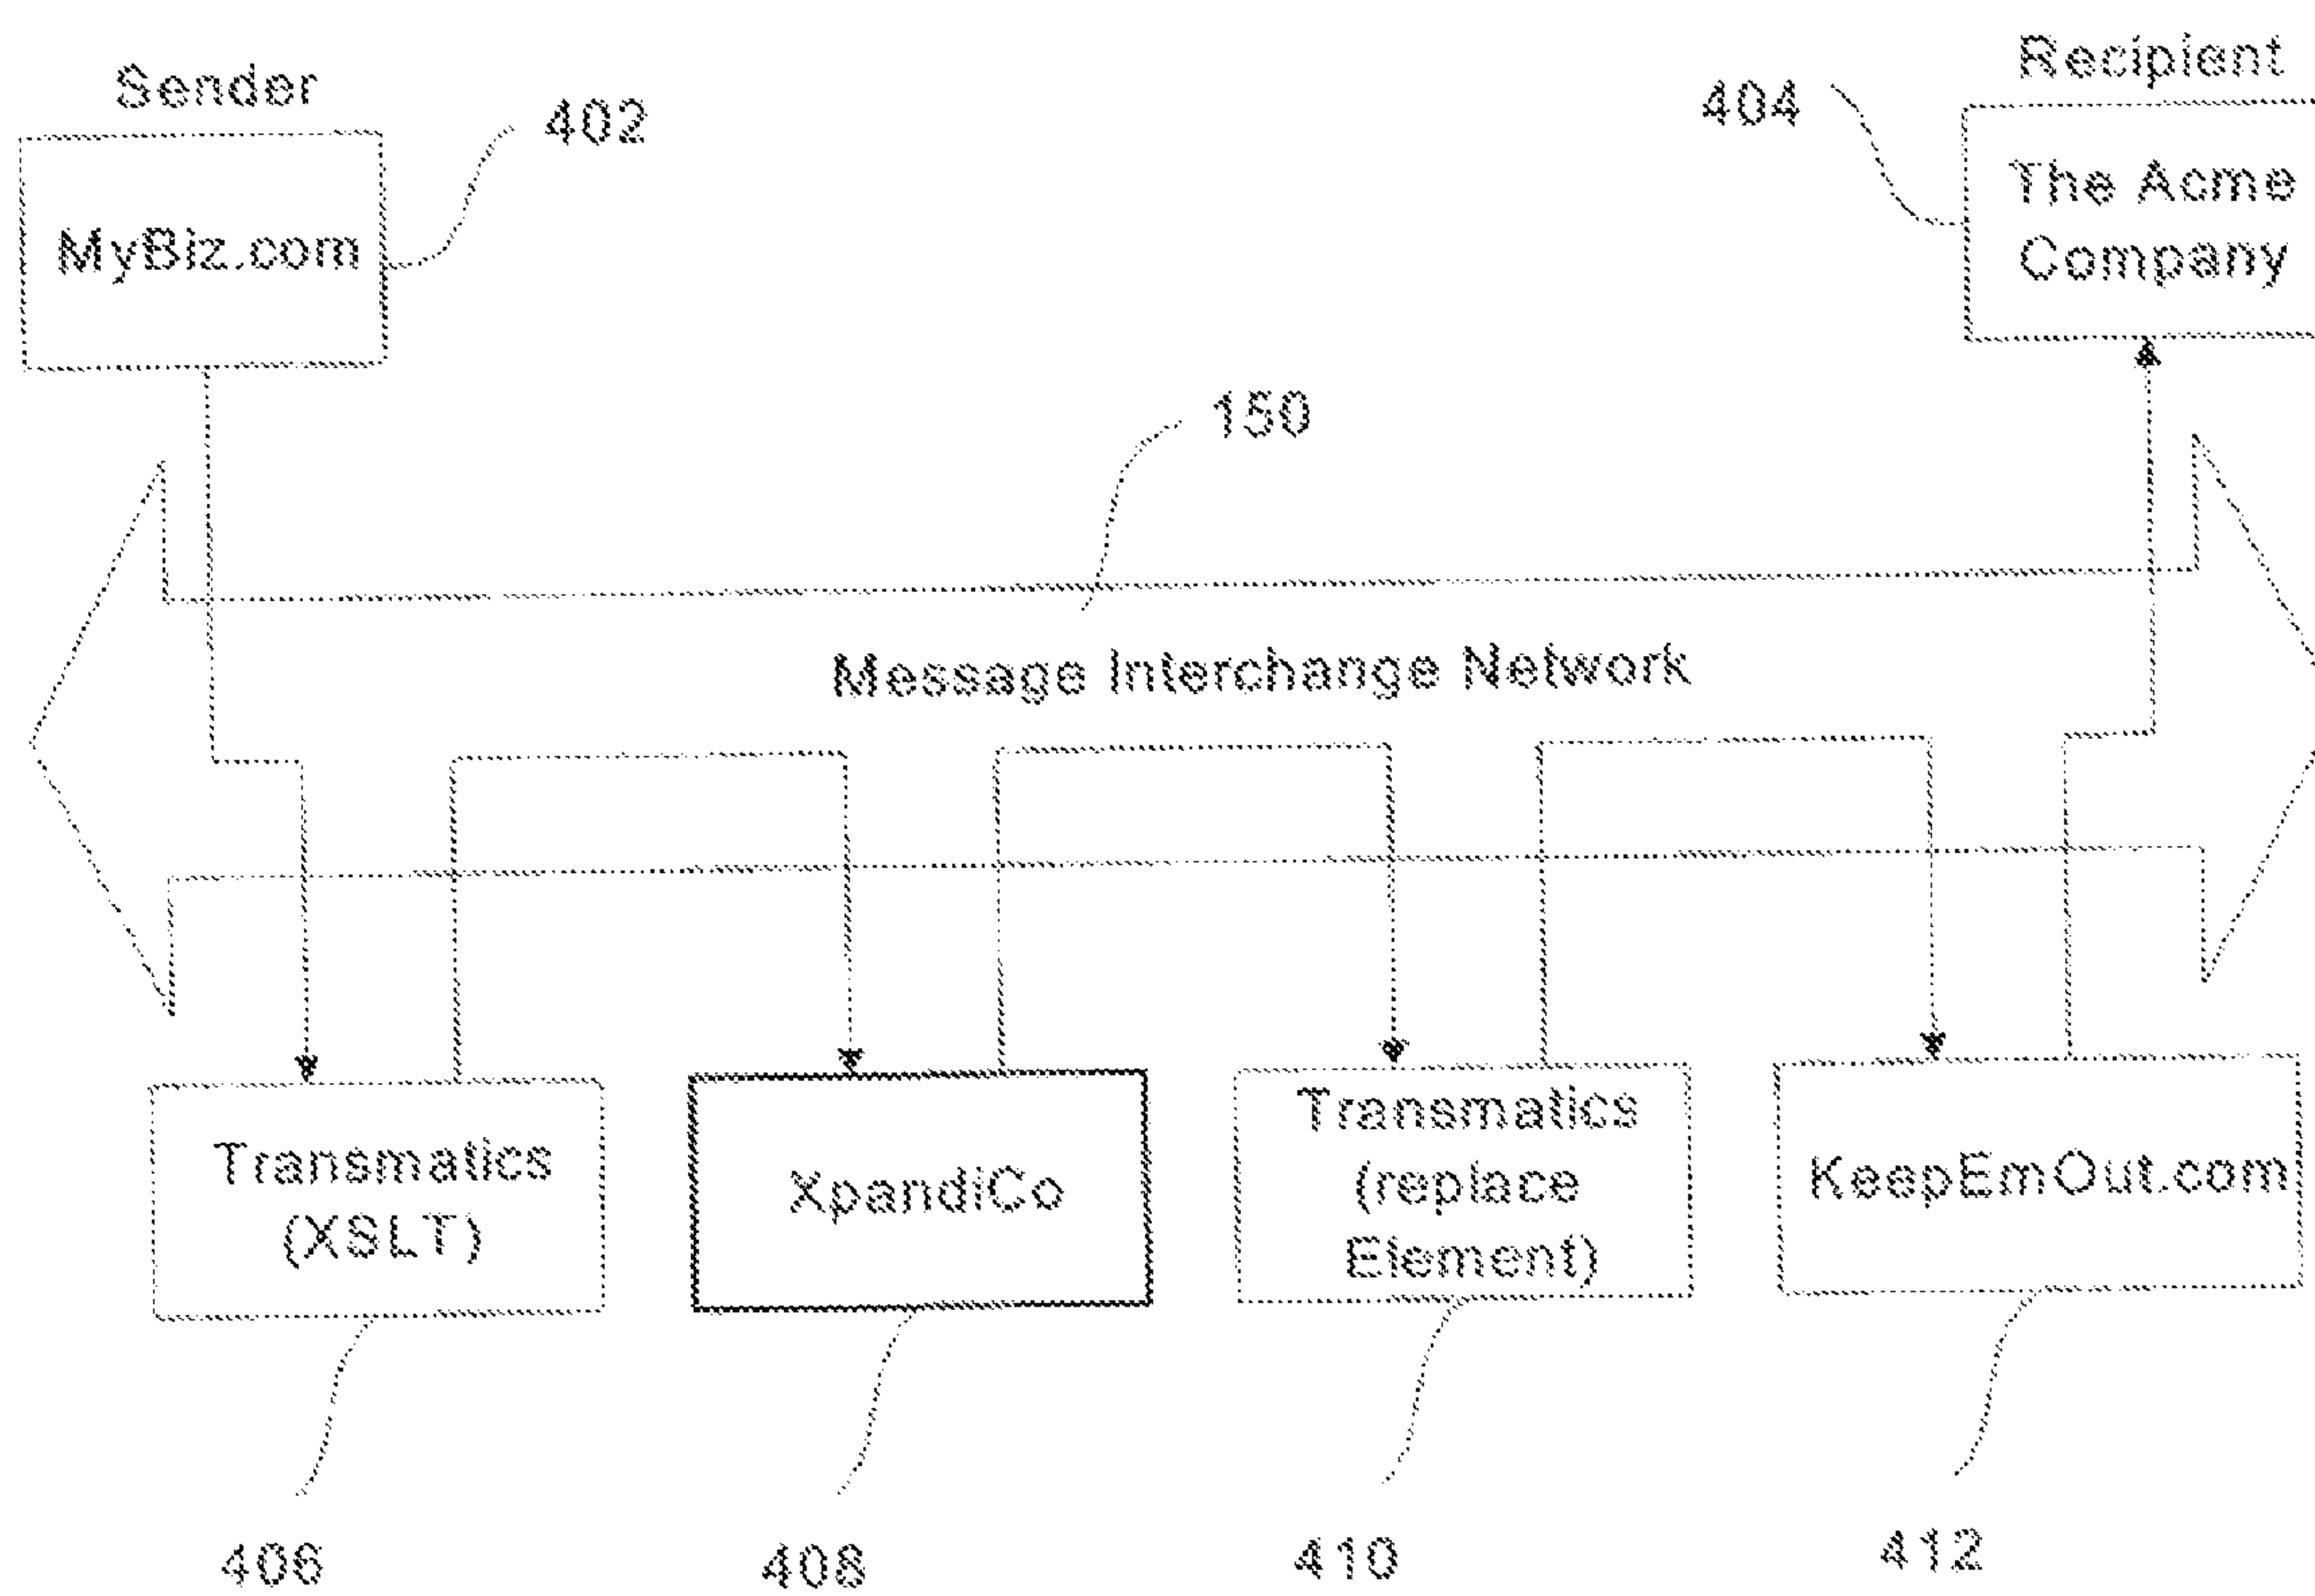 Sender
402
MyBiz.com
Recipient
404
The Acme
Company
150
Message Interchange Network
Transmatics
(XSLT)
XpandiCo
Transmatics
(replace
Element)
KeepEmOut.com
406
408
410
412